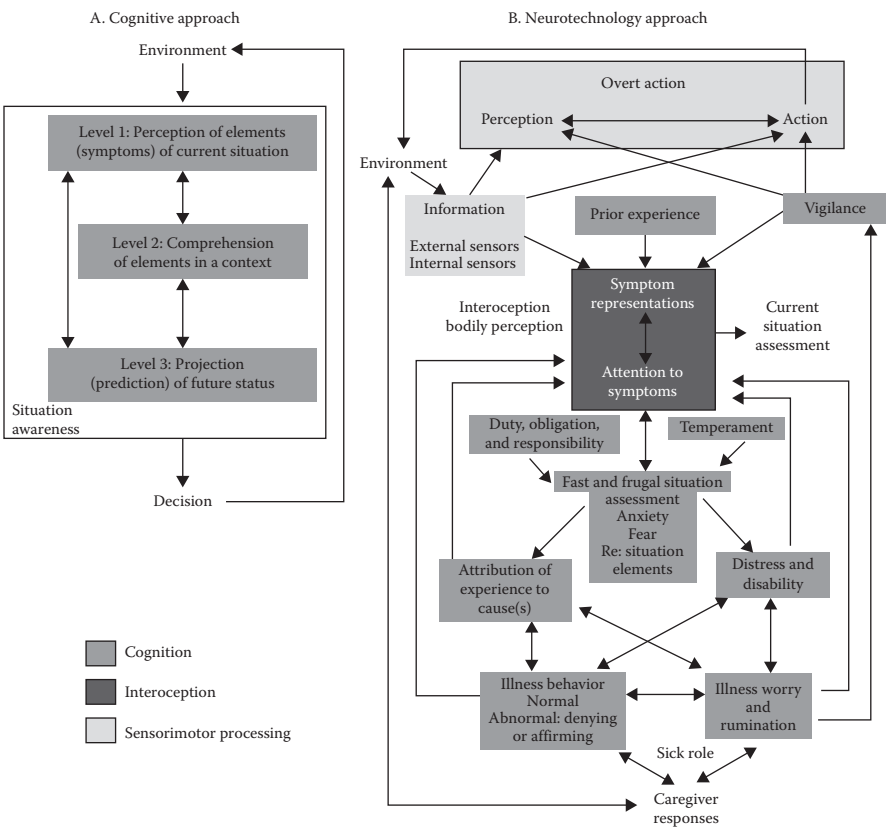 A. Cognitive approach
Environment
Level 1: Perception of elements
(symptoms) of current situation
Level 2: Comprehension
of elements in a context
Level 3: Projection
(prediction) of future status
Situation
awareness
Decision
Cognition
Interoception
Sensorimotor processing
B. Neurotechnology approach
Overt action
Perception
Action
Environment
Information
External sensors
Internal sensors
Prior experience
Vigilance
Symptom
representations
Interoception
bodily perception
Current
situation
assessment
Attention to
symptoms
Duty, obligation,
and responsibility
Temperament
Fast and frugal situation
assessment
Anxiety
Fear
Re: situation
elements
Attribution of
experience to
cause(s)
Distress and
disability
Illness behavior
Normal
Abnormal: denying
or affirming
Illness worry
and
rumination
Sick role
Caregiver
responses